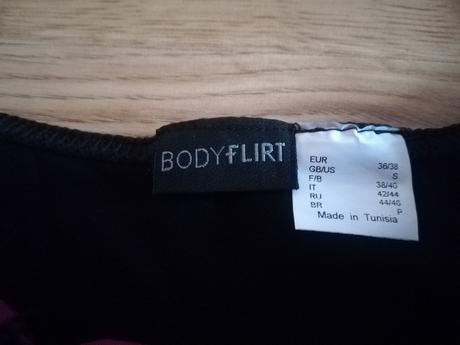 BODYFLIRT
EUR 36/38
GB/US S
F/B 38/40
IT 42/44
RU 44/46
BR P
Made in Tunisia